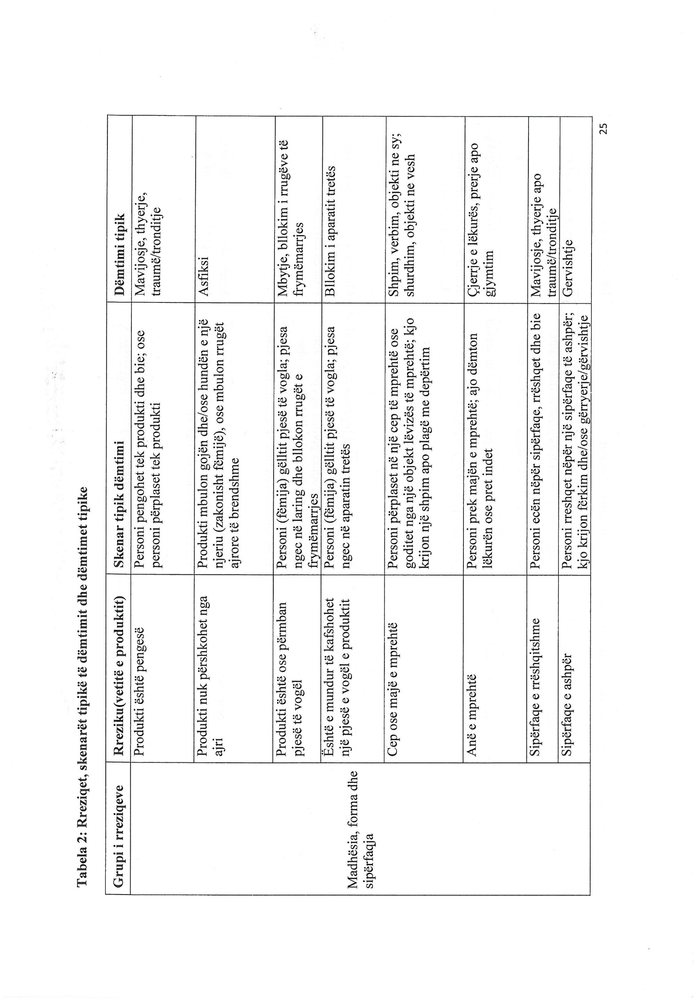 Tabela 2: Rreziqet, skenarët tipikë të dëmtimit dhe dëmtimet tipike
Grupi i rreziqeve
Rreziku(vetitë e produktit)
Skenar tipik dëmtimi
Dëmtimi tipik
Madhësia, forma dhe
sipërfaqja
Produkti është pengesë
Personi pengohet tek produkti dhe bie; ose
personi përplaset tek produkti
Mavijosje, thyerje,
traumë/tronditje
Produkti nuk përshkohet nga
ajri
Produkti mbulon gojën dhe/ose hundën e një
njeriu (zakonisht fëmijë), ose mbulon rrugët
ajrore të brendshme
Asfiksi
Produkti është ose përmban
pjesë të vogël
Personi (fëmija) gëlltit pjesë të vogla; pjesa
ngec në laring dhe bllokon rrugët e
frymëmarrjes
Mbytje, bllokim i rrugëve të
frymëmarrjes
Është e mundur të kafshohet
një pjesë e vogël e produktit
Personi (fëmija) gëlltit pjesë të vogla; pjesa
ngec në aparatin tretës
Bllokim i aparatit tretës
Cep ose majë e mprehtë
Personi përplaset në një cep të mprehtë ose
goditet nga një objekt lëvizës të mprehtë; kjo
krijon një shpim apo plagë me depërtim
Shpim, verbim, objekti ne sy;
shurdhim, objekti ne vesh
Anë e mprehtë
Personi prek majën e mprehtë; ajo dëmton
lëkurën ose pret indet
Çjerrje e lëkurës, prerje apo
gjymtim
Sipërfaqe e rrëshqitshme
Personi ecën nëpër sipërfaqe, rrëshqet dhe bie
Mavijosje, thyerje apo
traumë/tronditje
Sipërfaqe e ashpër
Personi rreshqet nëpër një sipërfaqe të ashpër;
kjo krijon fërkim dhe/ose gërryerje/gërvishtje
Gervishtje
25